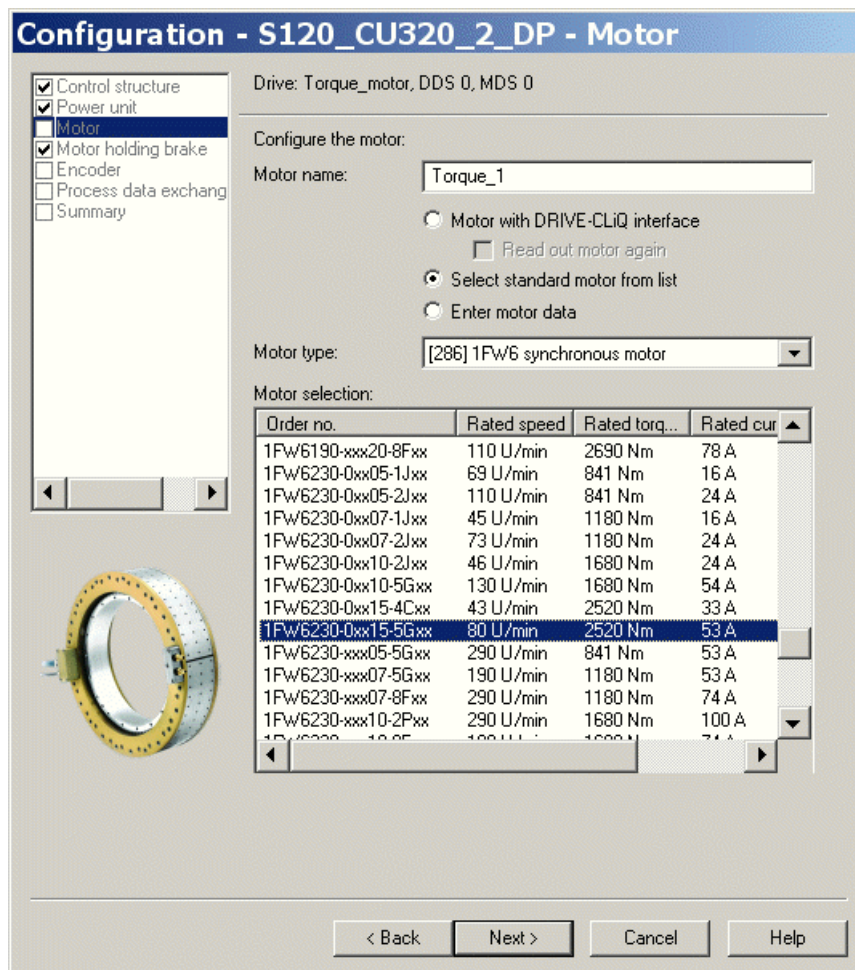 Configuration - S120_CU320_2_DP - Motor
Control structure
Power unit
Motor
Motor holding brake
Encoder
Process data exchang
Summary
Drive: Torque_motor, DDS 0, MDS 0
Configure the motor:
Motor name: Torque_1
Motor with DRIVE-CLiQ interface
Read out motor again
Select standard motor from list
Enter motor data
Motor type: [286] 1FW6 synchronous motor
Motor selection:
Order no. Rated speed Rated torq... Rated cur
1FW6190-xxx20-8Fxx 110 U/min 2690 Nm 78 A
1FW6230-0xx05-1Jxx 69 U/min 841 Nm 16 A
1FW6230-0xx05-2Jxx 110 U/min 841 Nm 24 A
1FW6230-0xx07-1Jxx 45 U/min 1180 Nm 16 A
1FW6230-0xx07-2Jxx 73 U/min 1180 Nm 24 A
1FW6230-0xx10-2Jxx 46 U/min 1680 Nm 24 A
1FW6230-0xx10-5Gxx 130 U/min 1680 Nm 54 A
1FW6230-0xx15-4Cxx 43 U/min 2520 Nm 33 A
1FW6230-0xx15-5Gxx 80 U/min 2520 Nm 53 A
1FW6230-xxx05-5Gxx 290 U/min 841 Nm 53 A
1FW6230-xxx07-5Gxx 190 U/min 1180 Nm 53 A
1FW6230-xxx07-8Fxx 290 U/min 1180 Nm 74 A
1FW6230-xxx10-2Pxx 290 U/min 1680 Nm 100 A
< Back Next > Cancel Help